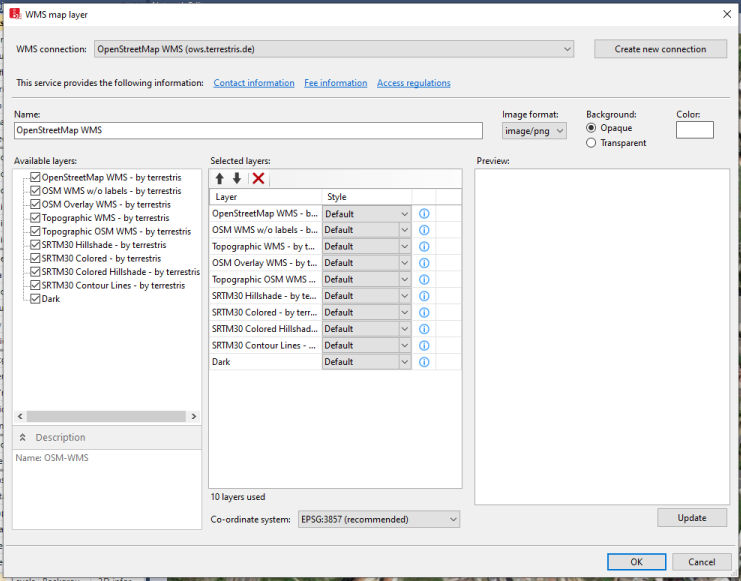 WMS map layer
WMS connection: OpenStreetMap WMS (ows.terrestris.de) Create new connection
This service provides the following information: Contact information Fee information Access regulations
Name: Image format: Background: Color:
OpenStreetMap WMS image/png Opaque
Transparent
Available layers: Selected layers: Preview:
OpenStreetMap WMS - by terrestris
OSM WMS w/o labels - by terrestris
OSM Overlay WMS - by terrestris
Topographic WMS - by terrestris
Topographic OSM WMS - by terrestris
SRTM30 Hillshade - by terrestris
SRTM30 Colored - by terrestris
SRTM30 Colored Hillshade - by terrestris
SRTM30 Contour Lines - by terrestris
Dark
Layer Style
OpenStreetMap WMS - b... Default
OSM WMS w/o labels - b... Default
Topographic WMS - by te... Default
OSM Overlay WMS - by t... Default
Topographic OSM WMS ... Default
SRTM30 Hillshade - by te... Default
SRTM30 Colored - by terr... Default
SRTM30 Colored Hillshad... Default
SRTM30 Contour Lines - ... Default
Dark Default
Description
Name: OSM-WMS
10 layers used
Co-ordinate system: EPSG:3857 (recommended) Update
OK Cancel